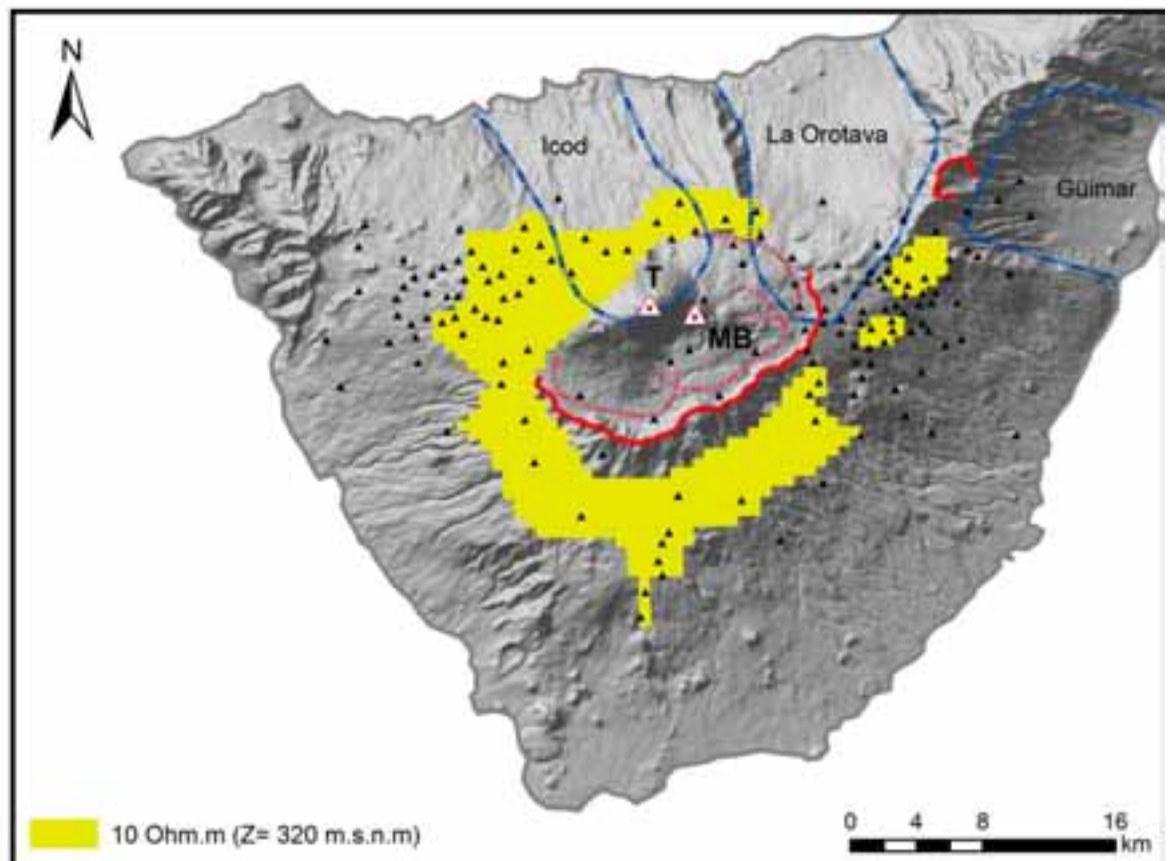 N
Icod
La Orotava
Güimar
T
MB
10 Ohm.m (Z= 320 m.s.n.m)
0 4 8 16
km